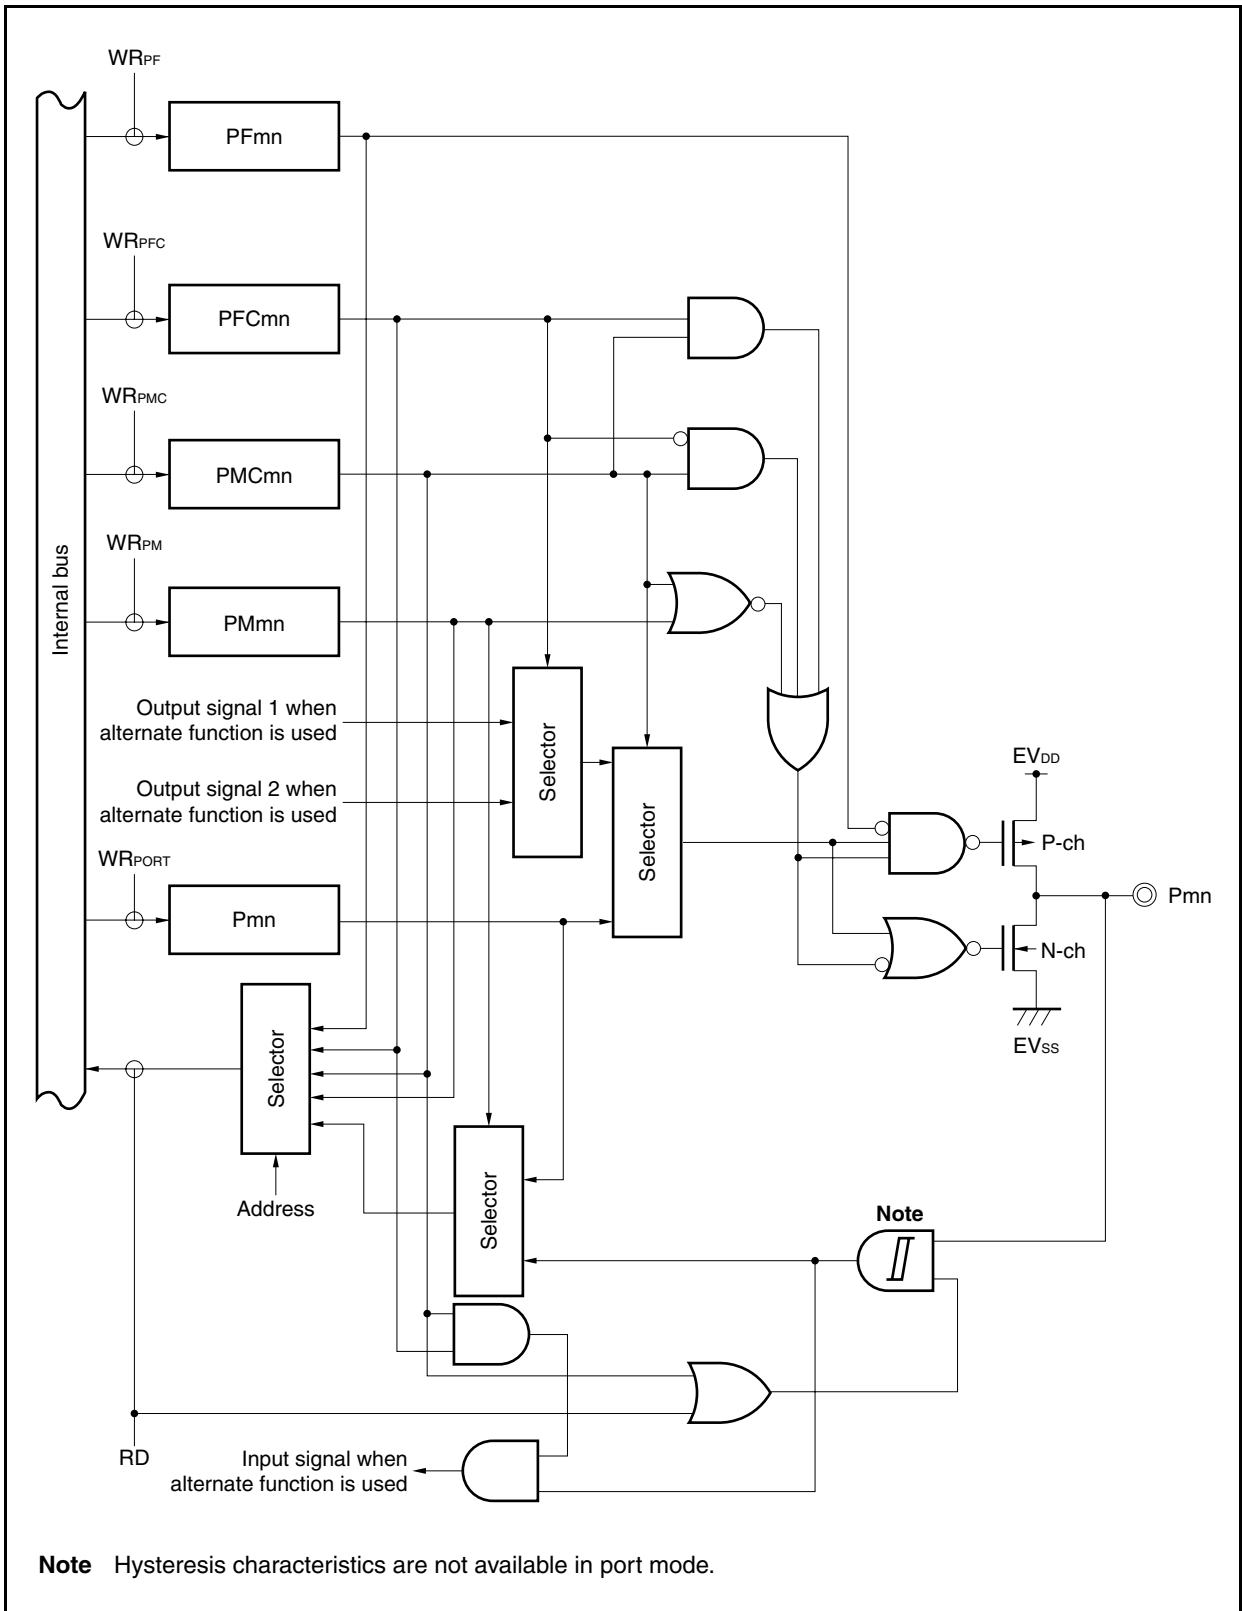 WRPF
PFmn
WRPFC
PFCmn
WRPMC
PMCmn
WRPM
PMmn
Internal bus
Output signal 1 when
alternate function is used
Output signal 2 when
alternate function is used
Selector
Selector
WRPORT
Pmn
EVDD
P-ch
Pmn
N-ch
EVSS
Selector
Address
Selector
Note
RD
Input signal when
alternate function is used
Note Hysteresis characteristics are not available in port mode.